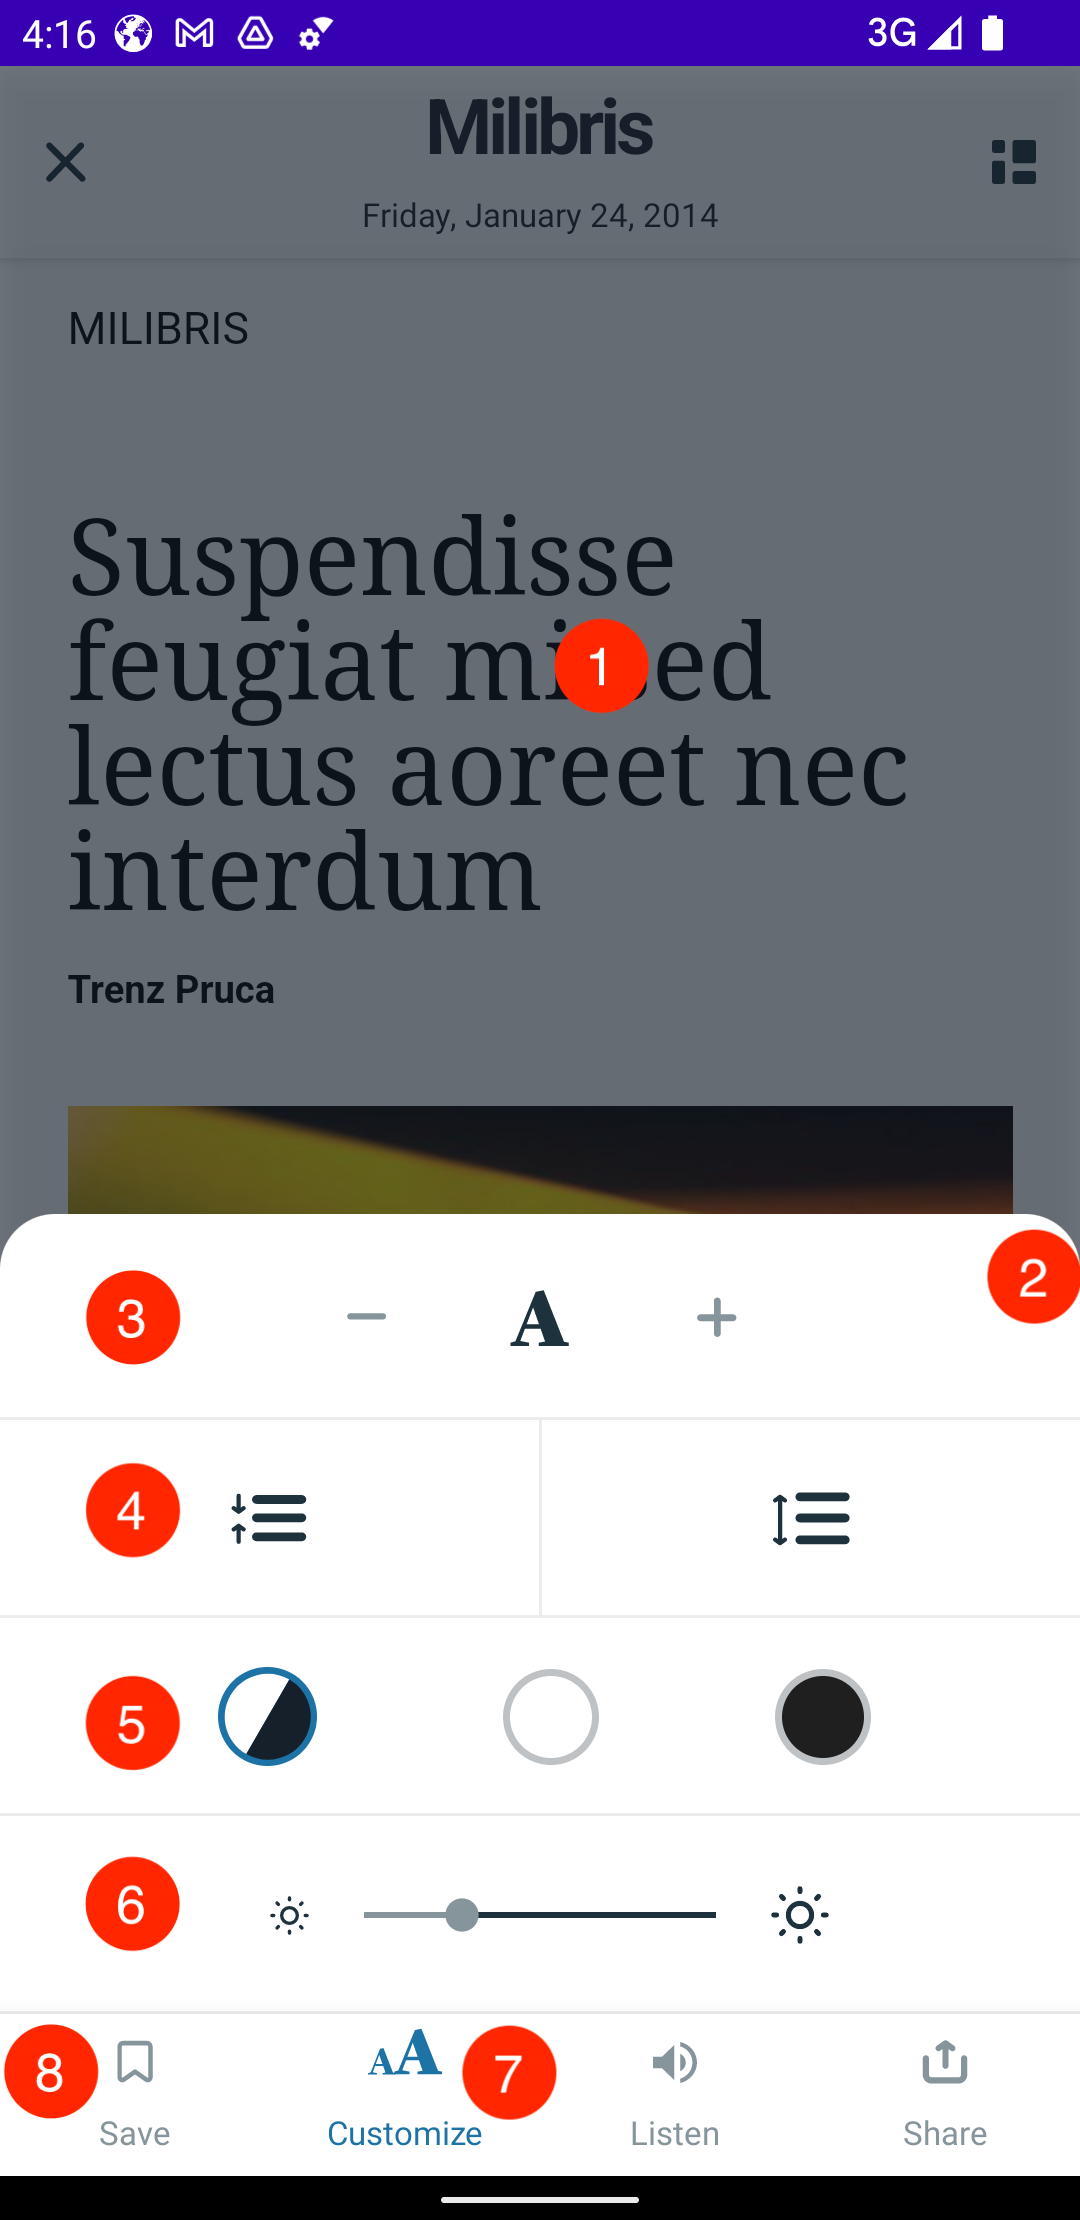 4:16 3G
Milibris
Friday, January 24, 2014
MILIBRIS
Suspendisse
feugiat mi 1 ed
lectus aoreet nec
interdum
Trenz Pruca
2
3 A
4
5
6
8 AA 7
Save Customize Listen Share